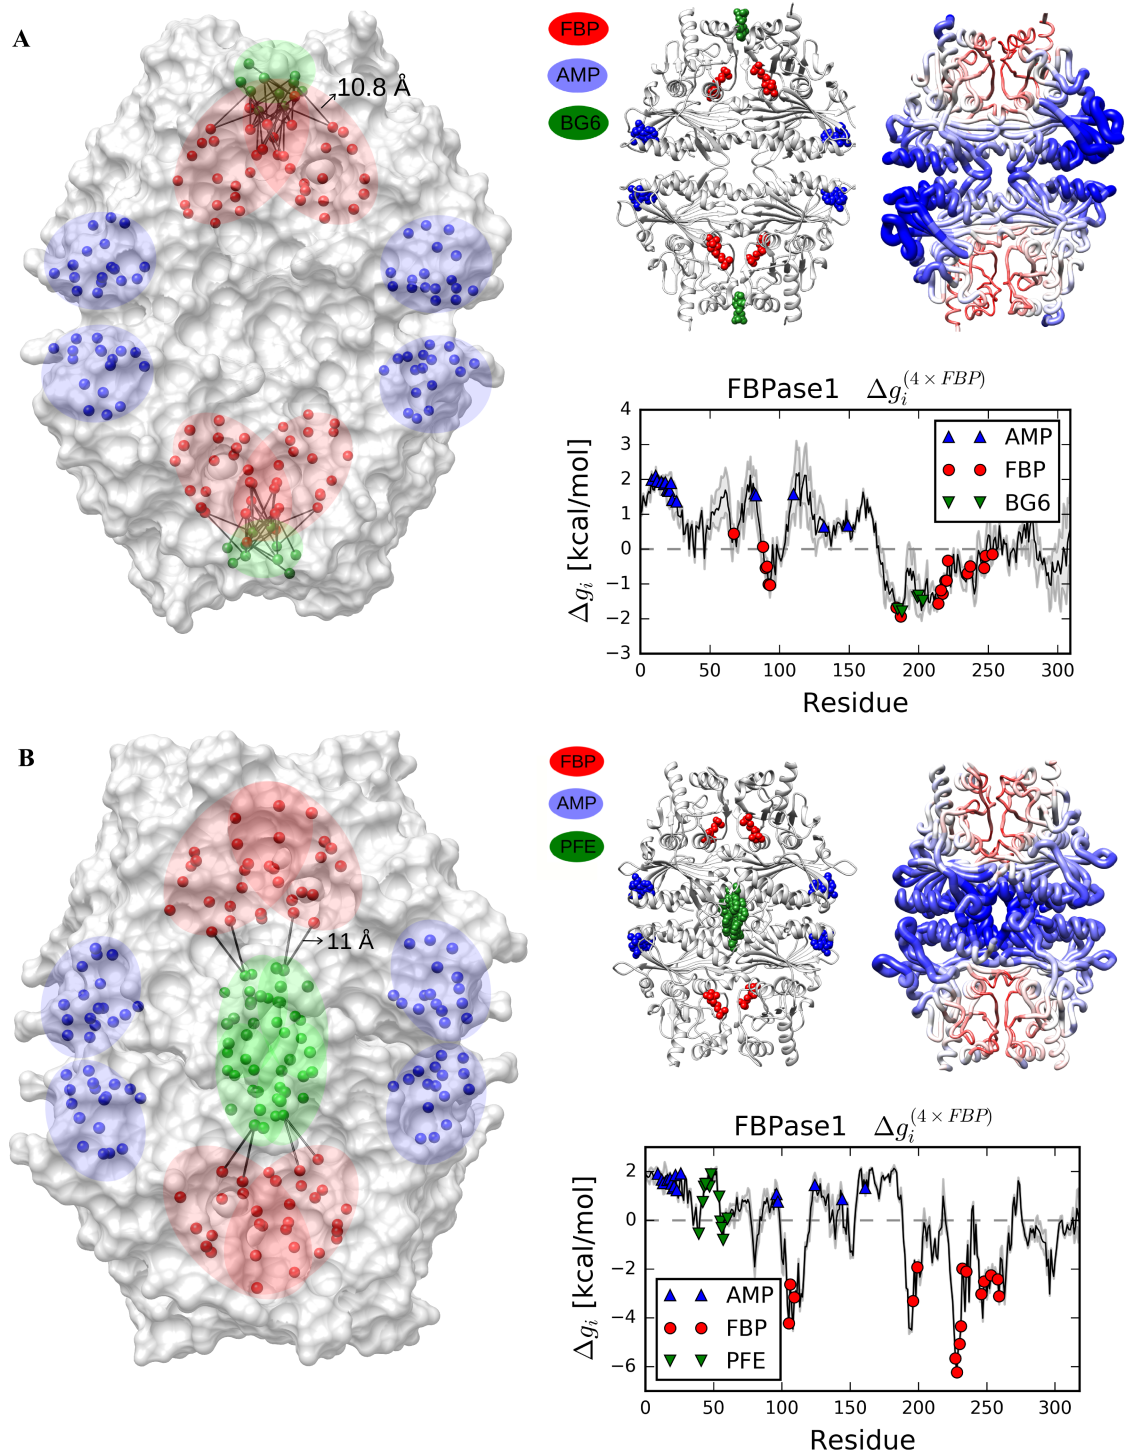 A
10.8 Å
FBP
AMP
BG6
FBPase1 Δg_i^(4×FBP)
4
3
2
1
0
−1
−2
−3
Δg_i [kcal/mol]
AMP
FBP
BG6
0 50 100 150 200 250 300
Residue
B
11 Å
FBP
AMP
PFE
FBPase1 Δg_i^(4×FBP)
2
0
−2
−4
−6
Δg_i [kcal/mol]
AMP
FBP
PFE
0 50 100 150 200 250 300
Residue